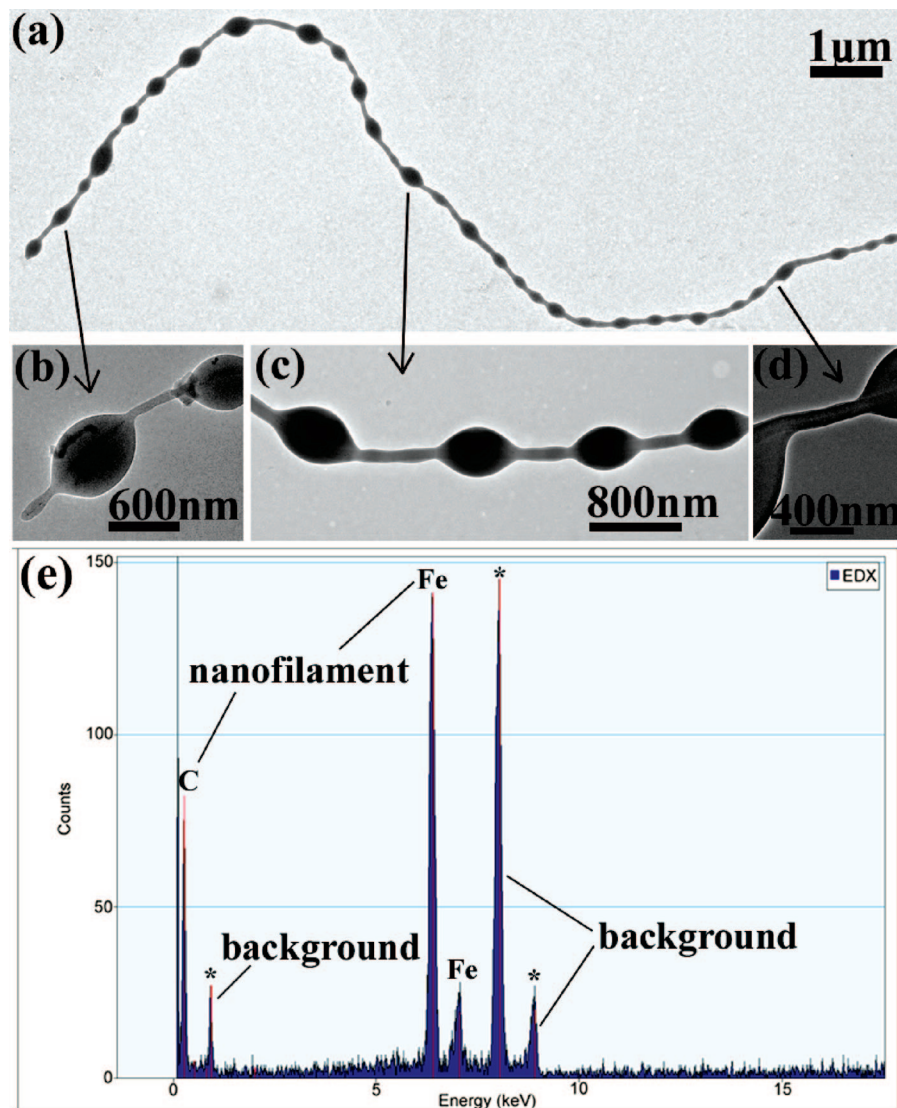 (a)
1μm
(b)
(c)
(d)
600nm
800nm
400nm
(e)
150
Fe
*
EDX
nanofilament
100
C
Counts
50
background
*
Fe
background
*
0
0
5
10
15
Energy (keV)